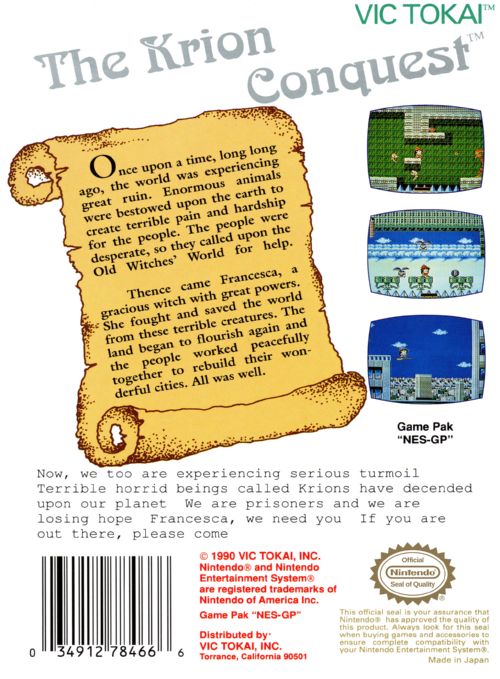 VIC TOKAI™
The Krion
Conquest™
Once upon a time, long long
ago, the world was experiencing
great ruin. Enormous animals
were bestowed upon the earth to
create terrible pain and hardship
for the people. The people were
desperate, so they called upon the
Old Witches' World for help.
Thence came Francesca, a
gracious witch with great powers.
She fought and saved the world
from these terrible creatures. The
land began to flourish again and
the people worked peacefully
together to rebuild their won-
derful cities. All was well.
Game Pak
"NES-GP"
Now, we too are experiencing serious turmoil
Terrible horrid beings called Krions have decended
upon our planet  We are prisoners and we are
losing hope  Francesca, we need you  If you are
out there, please come
© 1990 VIC TOKAI, INC.
Nintendo® and Nintendo
Entertainment System®
are registered trademarks of
Nintendo of America Inc.
Game Pak "NES-GP"
Distributed by·
VIC TOKAI, INC.
Torrance, California 90501
0 34912 78466 6
Official
Nintendo
Seal of Quality
®
This official seal is your assurance that
Nintendo® has approved the quality of
this product. Always look for this seal
when buying games and accessories to
ensure complete compatibility with
your Nintendo Entertainment System®.
Made in Japan